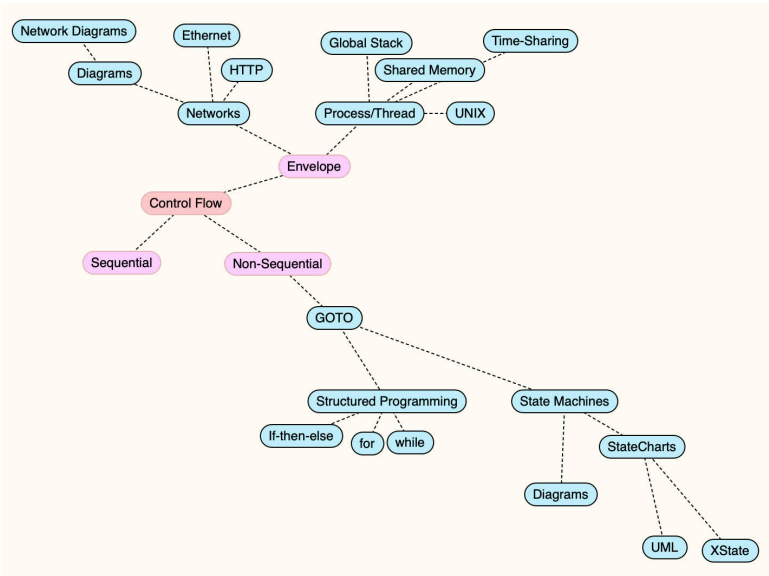 Network Diagrams
Ethernet
Global Stack
Time-Sharing
Diagrams
HTTP
Shared Memory
Networks
Process/Thread
UNIX
Envelope
Control Flow
Sequential
Non-Sequential
GOTO
Structured Programming
State Machines
If-then-else
for
while
StateCharts
Diagrams
UML
XState